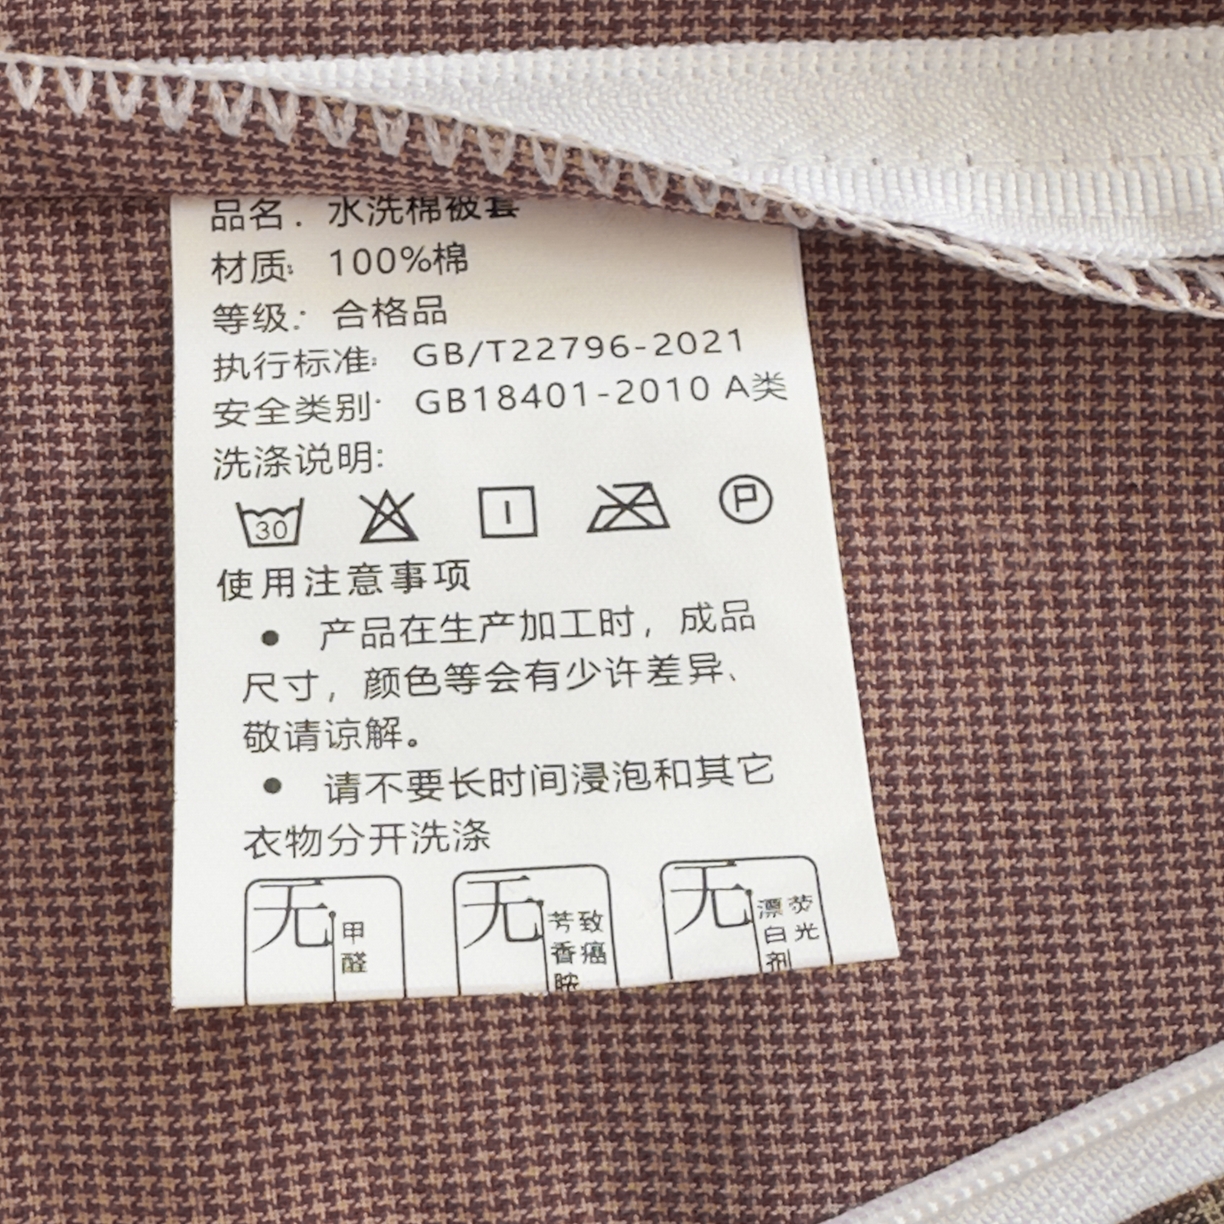 品名：水洗棉被套
材质：100%棉
等级：合格品
执行标准：GB/T22796-2021
安全类别：GB18401-2010 A类
洗涤说明：
30 P
使用注意事项
● 产品在生产加工时，成品
尺寸，颜色等会有少许差异、
敬请谅解。
● 请不要长时间浸泡和其它
衣物分开洗涤
无 甲
醛
无 芳致
香癌
胺
无 漂荧
白光
剂